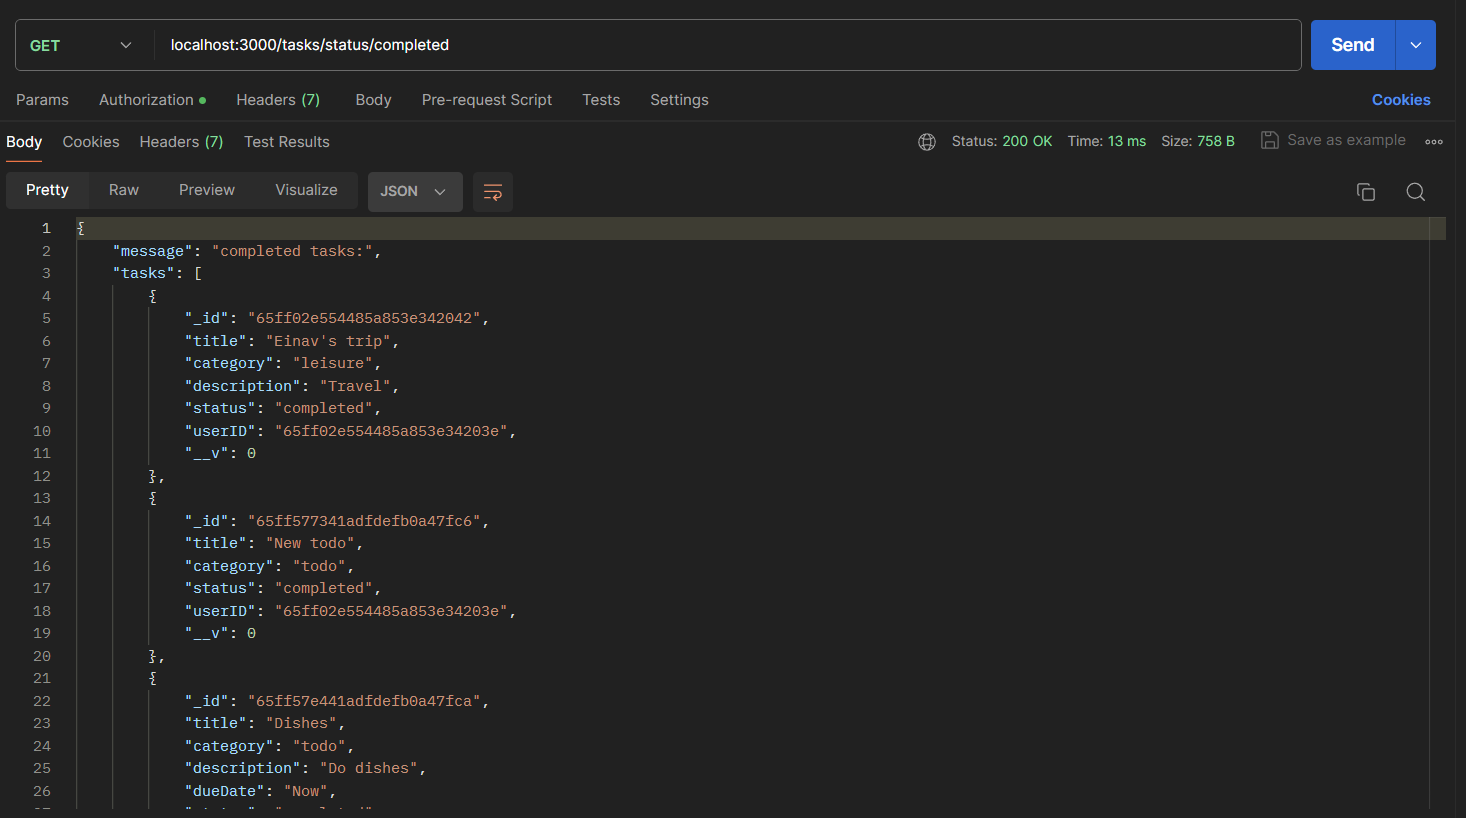 GET localhost:3000/tasks/status/completed Send
Params Authorization Headers (7) Body Pre-request Script Tests Settings Cookies
Body Cookies Headers (7) Test Results Status: 200 OK Time: 13 ms Size: 758 B Save as example
Pretty Raw Preview Visualize JSON
1 {
2 "message": "completed tasks:",
3 "tasks": [
4 {
5 "_id": "65ff02e554485a853e342042",
6 "title": "Einav's trip",
7 "category": "leisure",
8 "description": "Travel",
9 "status": "completed",
10 "userID": "65ff02e554485a853e34203e",
11 "__v": 0
12 },
13 {
14 "_id": "65ff577341adfdefb0a47fc6",
15 "title": "New todo",
16 "category": "todo",
17 "status": "completed",
18 "userID": "65ff02e554485a853e34203e",
19 "__v": 0
20 },
21 {
22 "_id": "65ff57e441adfdefb0a47fca",
23 "title": "Dishes",
24 "category": "todo",
25 "description": "Do dishes",
26 "dueDate": "Now",